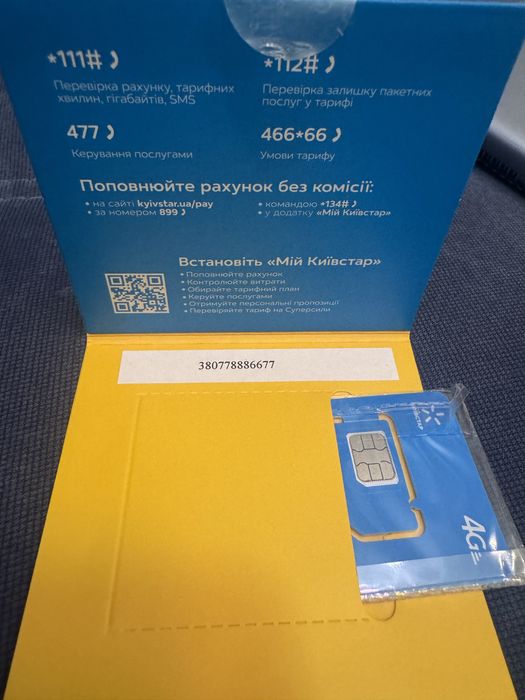 *111#
Перевірка рахунку, тарифних
хвилин, гігабайтів, SMS
*112#
Перевірка залишку пакетних
послуг у тарифі
477
Керування послугами
466*66
Умови тарифу
Поповнюйте рахунок без комісії:
• на сайті kyivstar.ua/pay
• за номером 899
• командою *134#
• у додатку «Мій Київстар»
Встановіть «Мій Київстар»
• Поповнюйте рахунок
• Контролюйте витрати
• Обирайте тарифний план
• Керуйте послугами
• Отримуйте персональні пропозиції
• Перевіряйте тариф на Суперсили
380778886677
КИЇВСТАР
4G